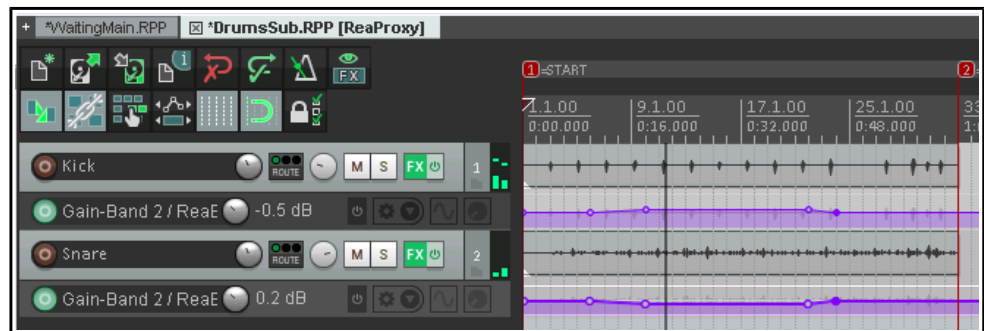 + *WaitingMain.RPP *DrumsSub.RPP [ReaProxy]
FX
1=START 2=
1.1.00 9.1.00 17.1.00 25.1.00 33
0:00.000 0:16.000 0:32.000 0:48.000 1:
Kick ROUTE M S FX 1
Gain-Band 2 / ReaE -0.5 dB
Snare ROUTE M S FX 2
Gain-Band 2 / ReaE 0.2 dB